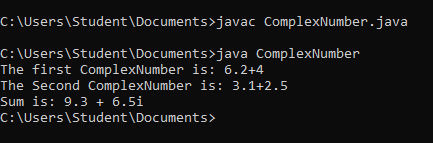 C:\Users\Student\Documents>javac ComplexNumber.java
C:\Users\Student\Documents>java ComplexNumber
The first ComplexNumber is: 6.2+4
The Second ComplexNumber is: 3.1+2.5
Sum is: 9.3 + 6.5i
C:\Users\Student\Documents>